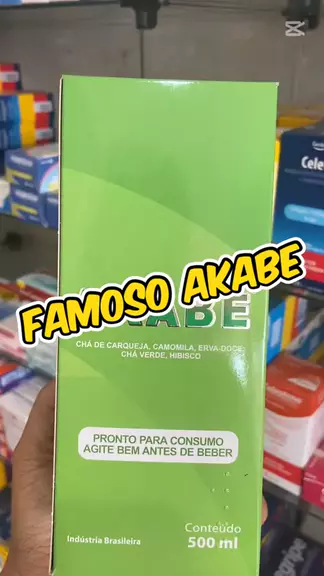 Cele
FAMOSO AKABE
CHÁ DE CARQUEJA, CAMOMILA, ERVA-DOCE,
CHÁ VERDE, HIBISCO
PRONTO PARA CONSUMO
AGITE BEM ANTES DE BEBER
Conteúdo
500 ml
Indústria Brasileira